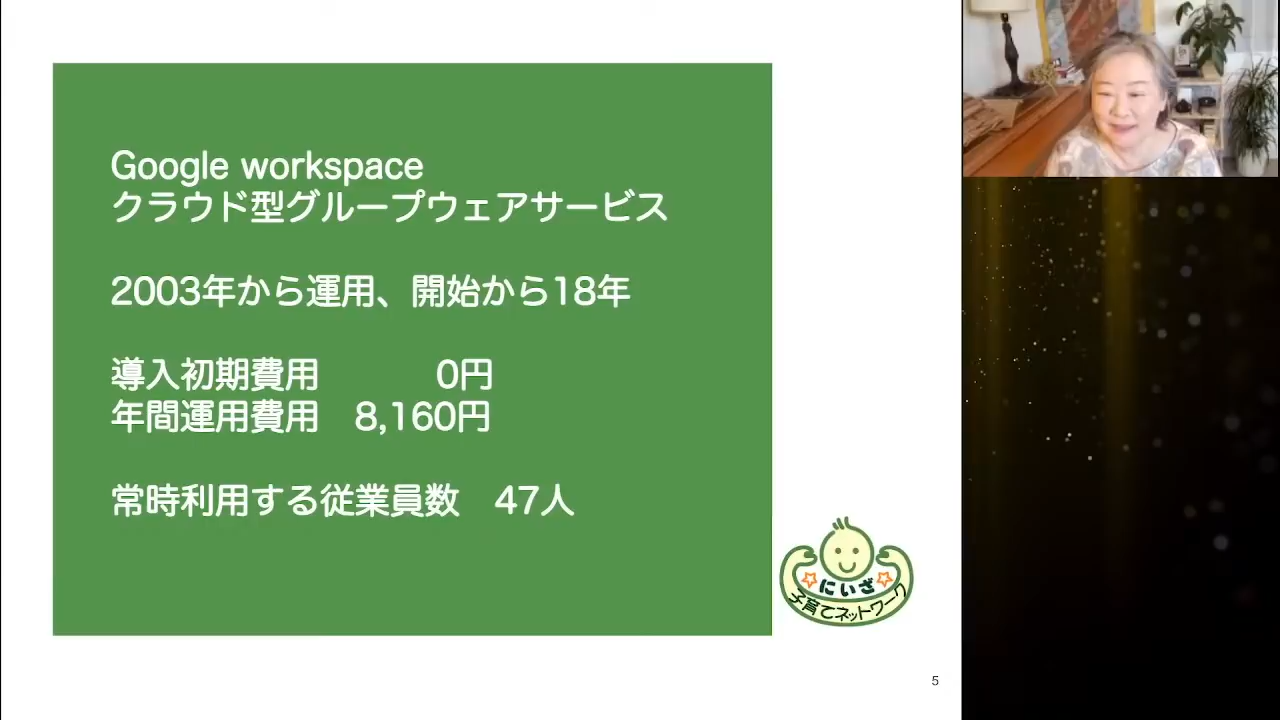 Google workspace
クラウド型グループウェアサービス
2003年から運用、開始から18年
導入初期費用　　　0円
年間運用費用　8,160円
常時利用する従業員数　47人
にいざ
子育てネットワーク
5